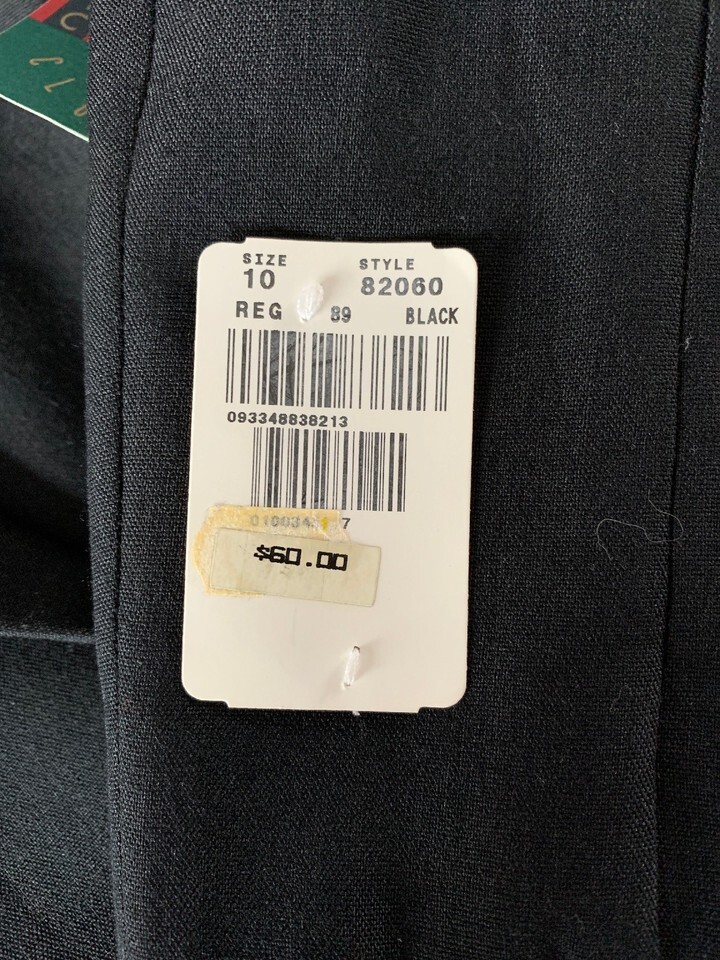 SIZE STYLE
10 82060
REG 89 BLACK
093348838213
$60.00